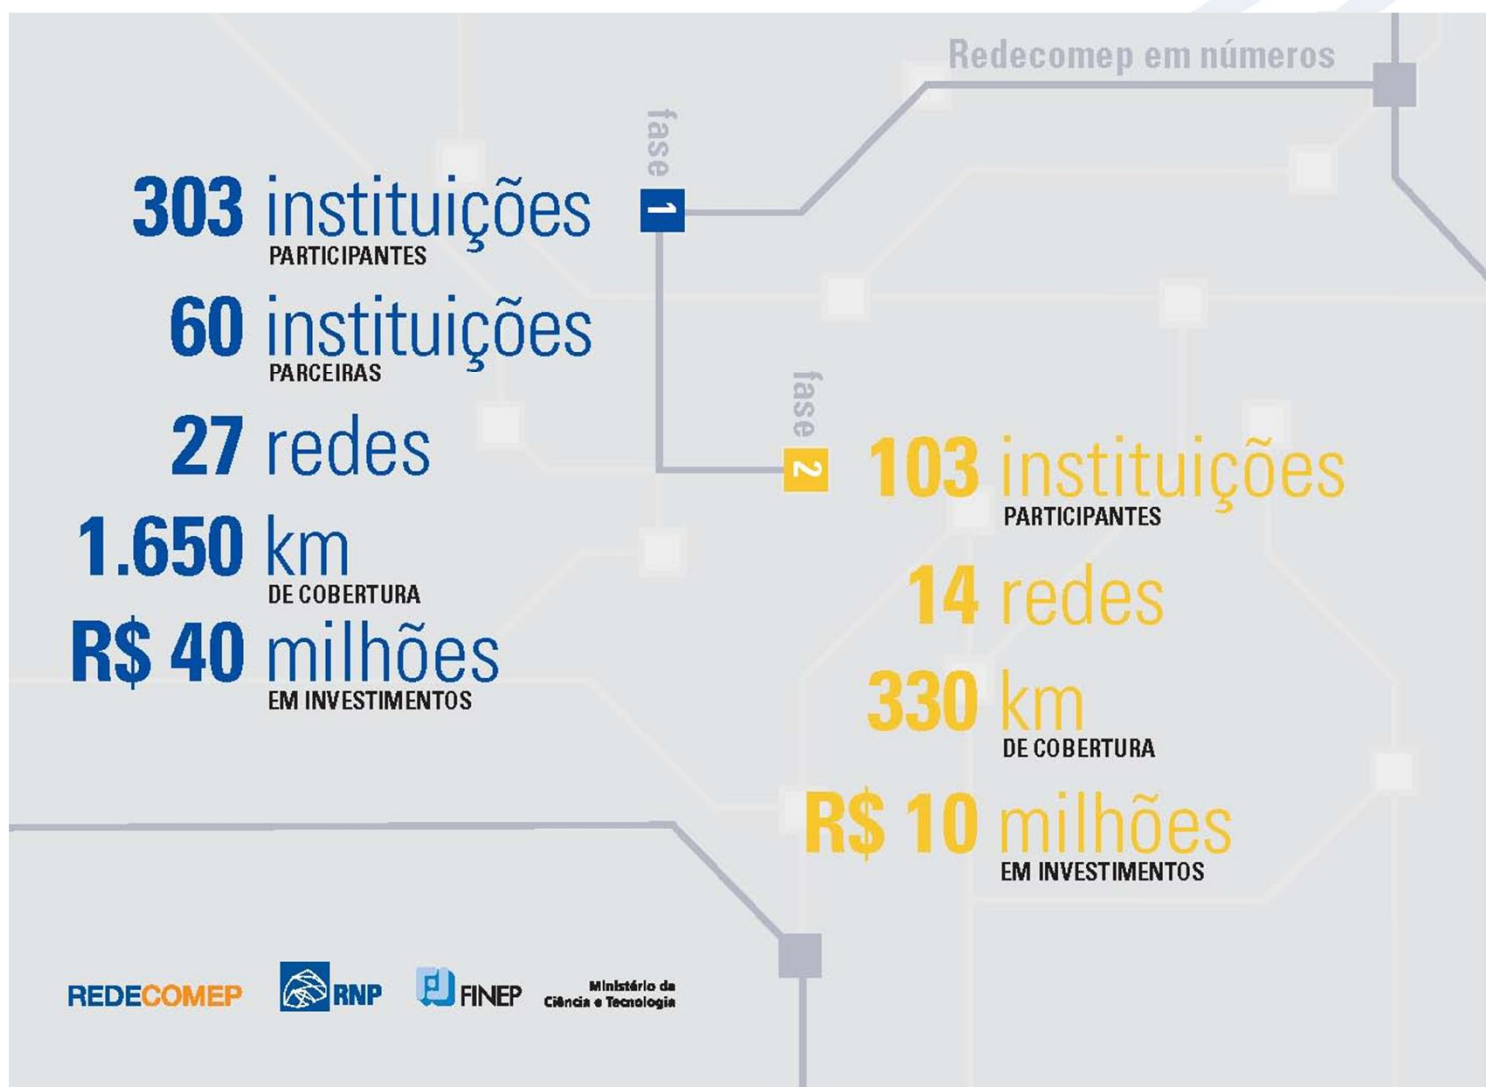 Redecomep em números
fase
1
303 instituições
PARTICIPANTES
60 instituições
PARCEIRAS
27 redes
1.650 km
DE COBERTURA
R$ 40 milhões
EM INVESTIMENTOS
fase
2
103 instituições
PARTICIPANTES
14 redes
330 km
DE COBERTURA
R$ 10 milhões
EM INVESTIMENTOS
REDECOMEP
RNP
FINEP
Ministério da
Ciência e Tecnologia